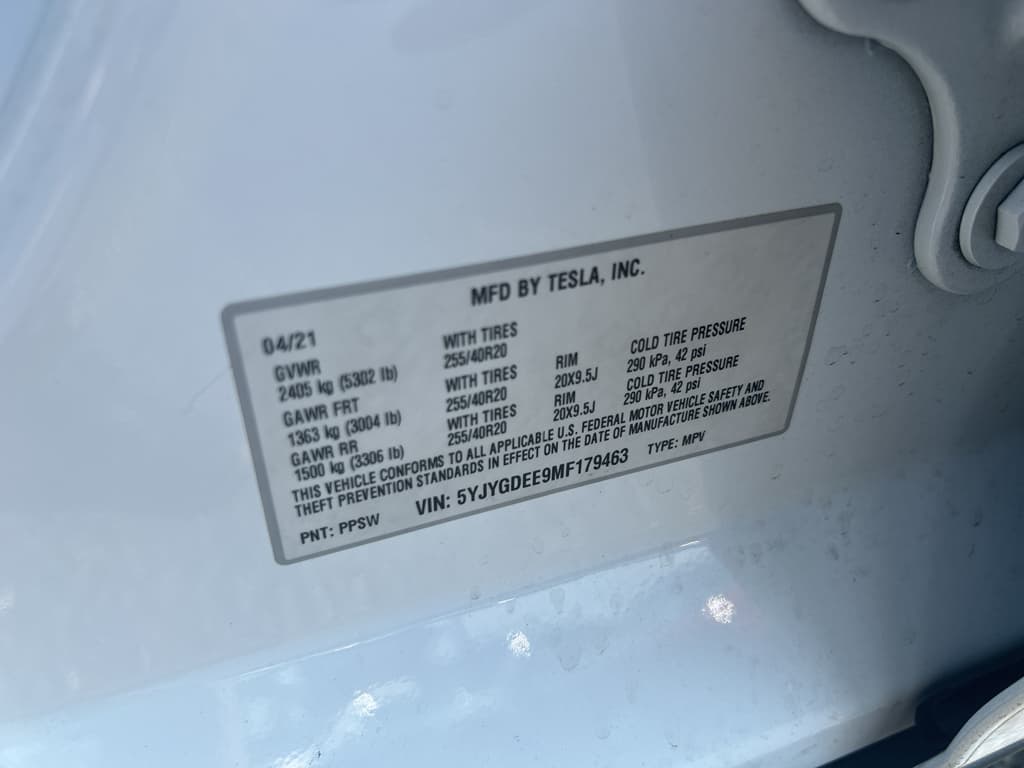 MFD BY TESLA, INC.
04/21
GVWR WITH TIRES
2405 kg (5302 lb) 255/40R20 RIM COLD TIRE PRESSURE
GAWR FRT WITH TIRES 20X9.5J 290 kPa, 42 psi
1363 kg (3004 lb) 255/40R20 RIM COLD TIRE PRESSURE
GAWR RR WITH TIRES 20X9.5J 290 kPa, 42 psi
1500 kg (3306 lb) 255/40R20
THIS VEHICLE CONFORMS TO ALL APPLICABLE U.S. FEDERAL MOTOR VEHICLE SAFETY AND
THEFT PREVENTION STANDARDS IN EFFECT ON THE DATE OF MANUFACTURE SHOWN ABOVE.
PNT: PPSW VIN: 5YJYGDEE9MF179463 TYPE: MPV